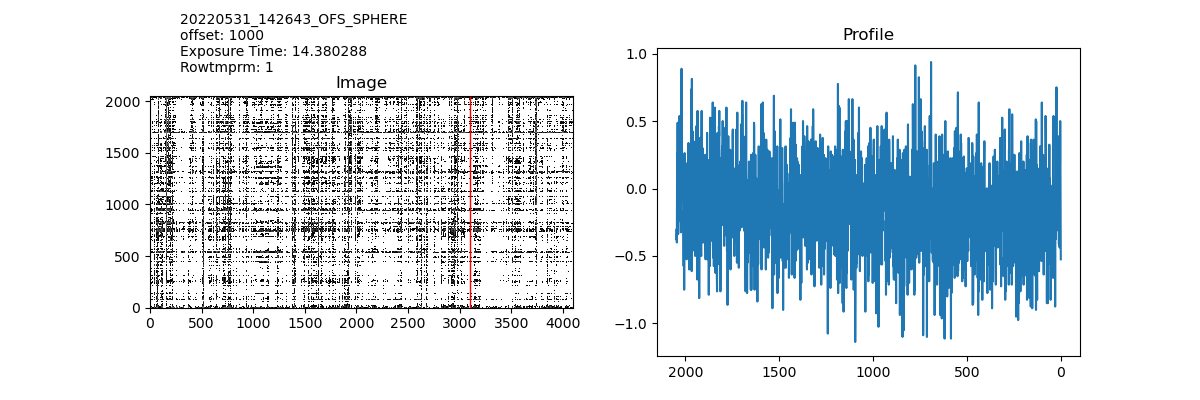 20220531_142643_OFS_SPHERE
offset: 1000
Exposure Time: 14.380288
Rowtmprm: 1
Image
2000
1500
1000
500
0
0 500 1000 1500 2000 2500 3000 3500 4000
Profile
1.0
0.5
0.0
−0.5
−1.0
2000 1500 1000 500 0